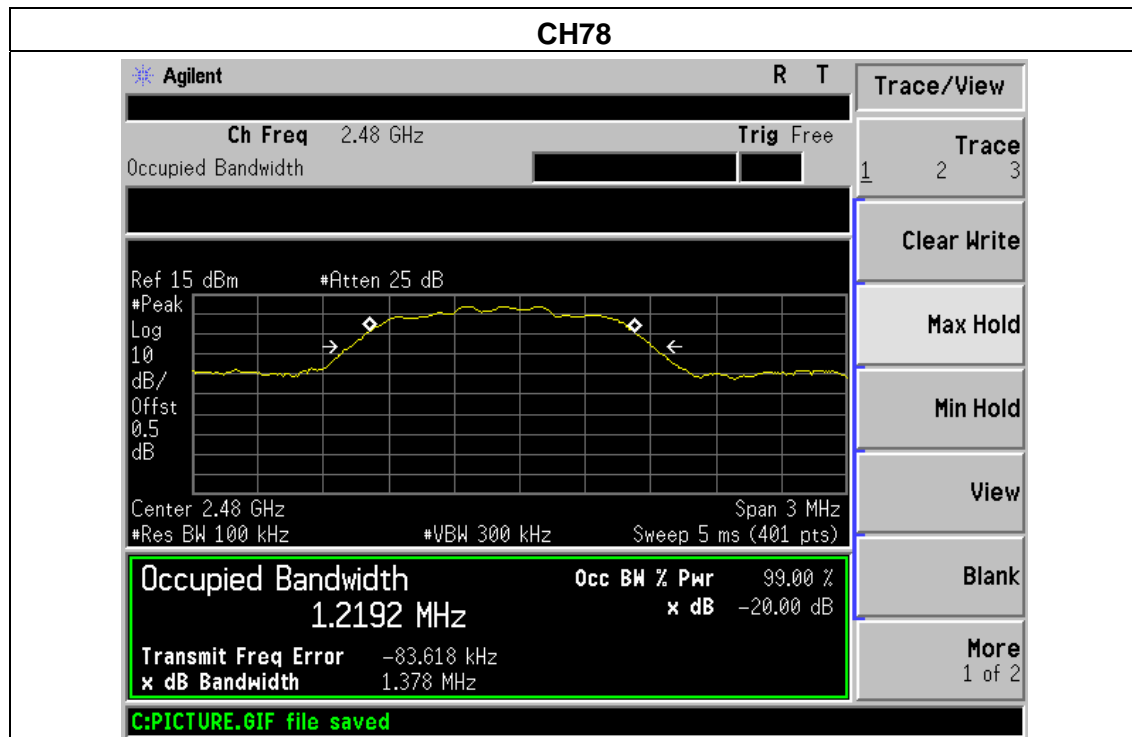 CH78
Agilent R T
Ch Freq 2.48 GHz Trig Free
Occupied Bandwidth
Ref 15 dBm #Atten 25 dB
#Peak
Log
10
dB/
Offst
0.5
dB
Center 2.48 GHz Span 3 MHz
#Res BW 100 kHz #VBW 300 kHz Sweep 5 ms (401 pts)
Occupied Bandwidth
1.2192 MHz
Occ BW % Pwr 99.00 %
x dB -20.00 dB
Transmit Freq Error -83.618 kHz
x dB Bandwidth 1.378 MHz
C:PICTURE.GIF file saved
Trace/View
Trace
1 2 3
Clear Write
Max Hold
Min Hold
View
Blank
More
1 of 2